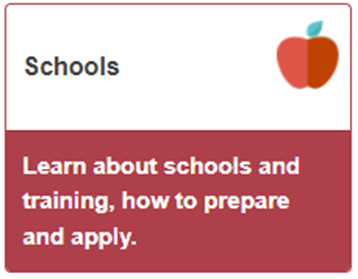 Schools
Learn about schools and
training, how to prepare
and apply.